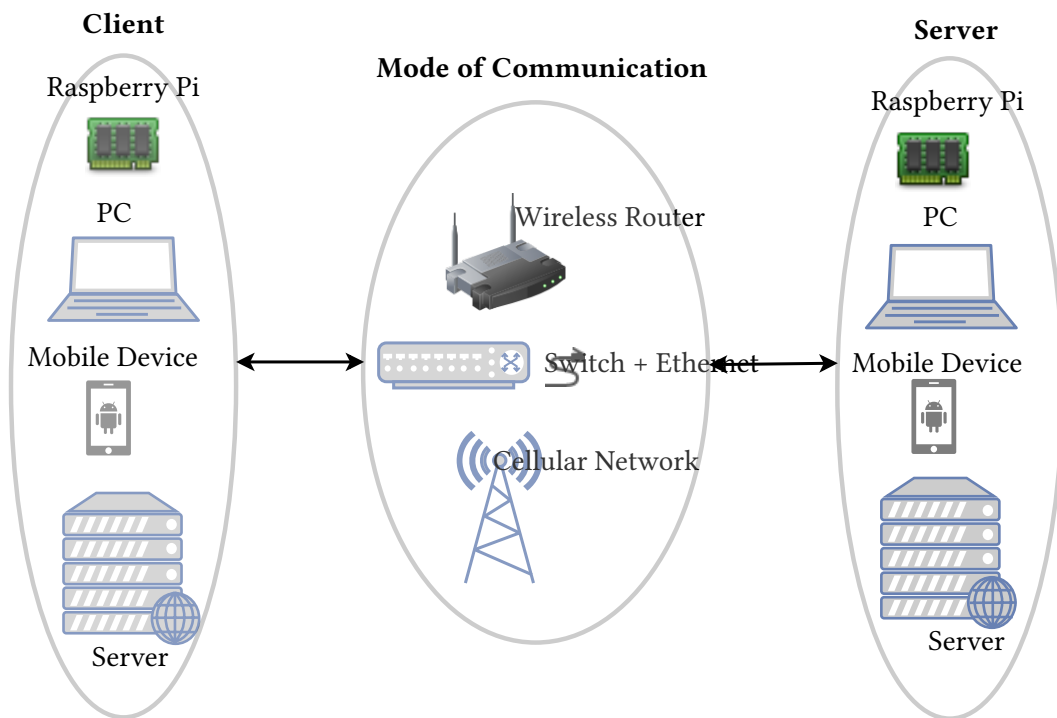 Client
Raspberry Pi
PC
Mobile Device
Server
Mode of Communication
Wireless Router
Switch + Ethernet
Cellular Network
Server
Raspberry Pi
PC
Mobile Device
Server